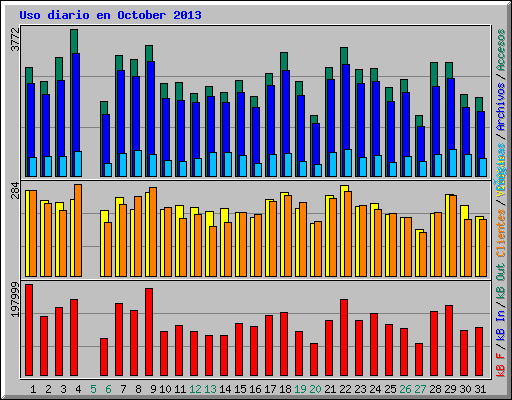 Uso diario en October 2013
3772
284
197999
kB F / kB In / kB Out Clientes / Páginas / Archivos / Accesos
1 2 3 4 5 6 7 8 9 10 11 12 13 14 15 16 17 18 19 20 21 22 23 24 25 26 27 28 29 30 31